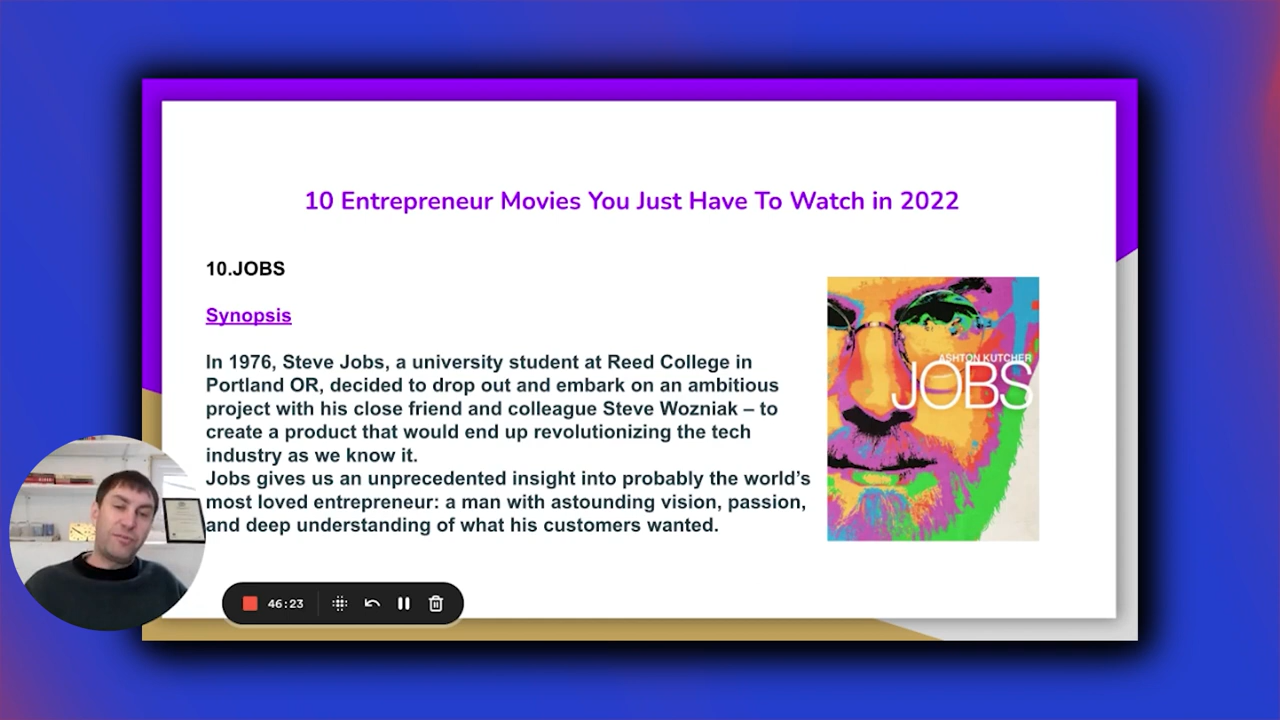 10 Entrepreneur Movies You Just Have To Watch in 2022
10.JOBS
Synopsis
In 1976, Steve Jobs, a university student at Reed College in
Portland OR, decided to drop out and embark on an ambitious
project with his close friend and colleague Steve Wozniak – to
create a product that would end up revolutionizing the tech
industry as we know it.
Jobs gives us an unprecedented insight into probably the world's
most loved entrepreneur: a man with astounding vision, passion,
and deep understanding of what his customers wanted.
ASHTON KUTCHER
JOBS
46:23